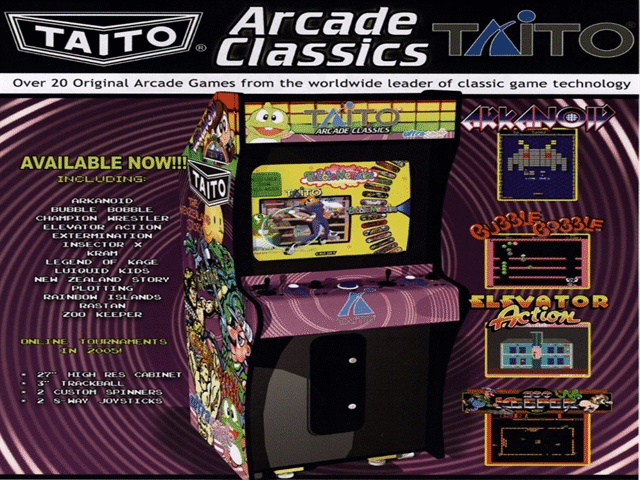 TAITO®
Arcade
Classics
TAITO®
Over 20 Original Arcade Games from the worldwide leader of classic game technology
AVAILABLE NOW!!!
INCLUDING:
ARKANOID
BUBBLE BOBBLE
CHAMPION WRESTLER
ELEVATOR ACTION
EXTERMINATION
INSECTOR X
KRAM
LEGEND OF KAGE
LUIQUID KIDS
NEW ZEALAND STORY
PLOTTING
RAINBOW ISLANDS
RASTAN
ZOO KEEPER
ONLINE TOURNAMENTS
IN 2005!
• 27" HIGH RES CABINET
• 3" TRACKBALL
• 2 CUSTOM SPINNERS
• 2 8-WAY JOYSTICKS
TAITO
ARCADE CLASSICS
TAITO
TAITO
ARKANOID
BUBBLE BOBBLE
ELEVATOR
Action
ZOO
KEEPER